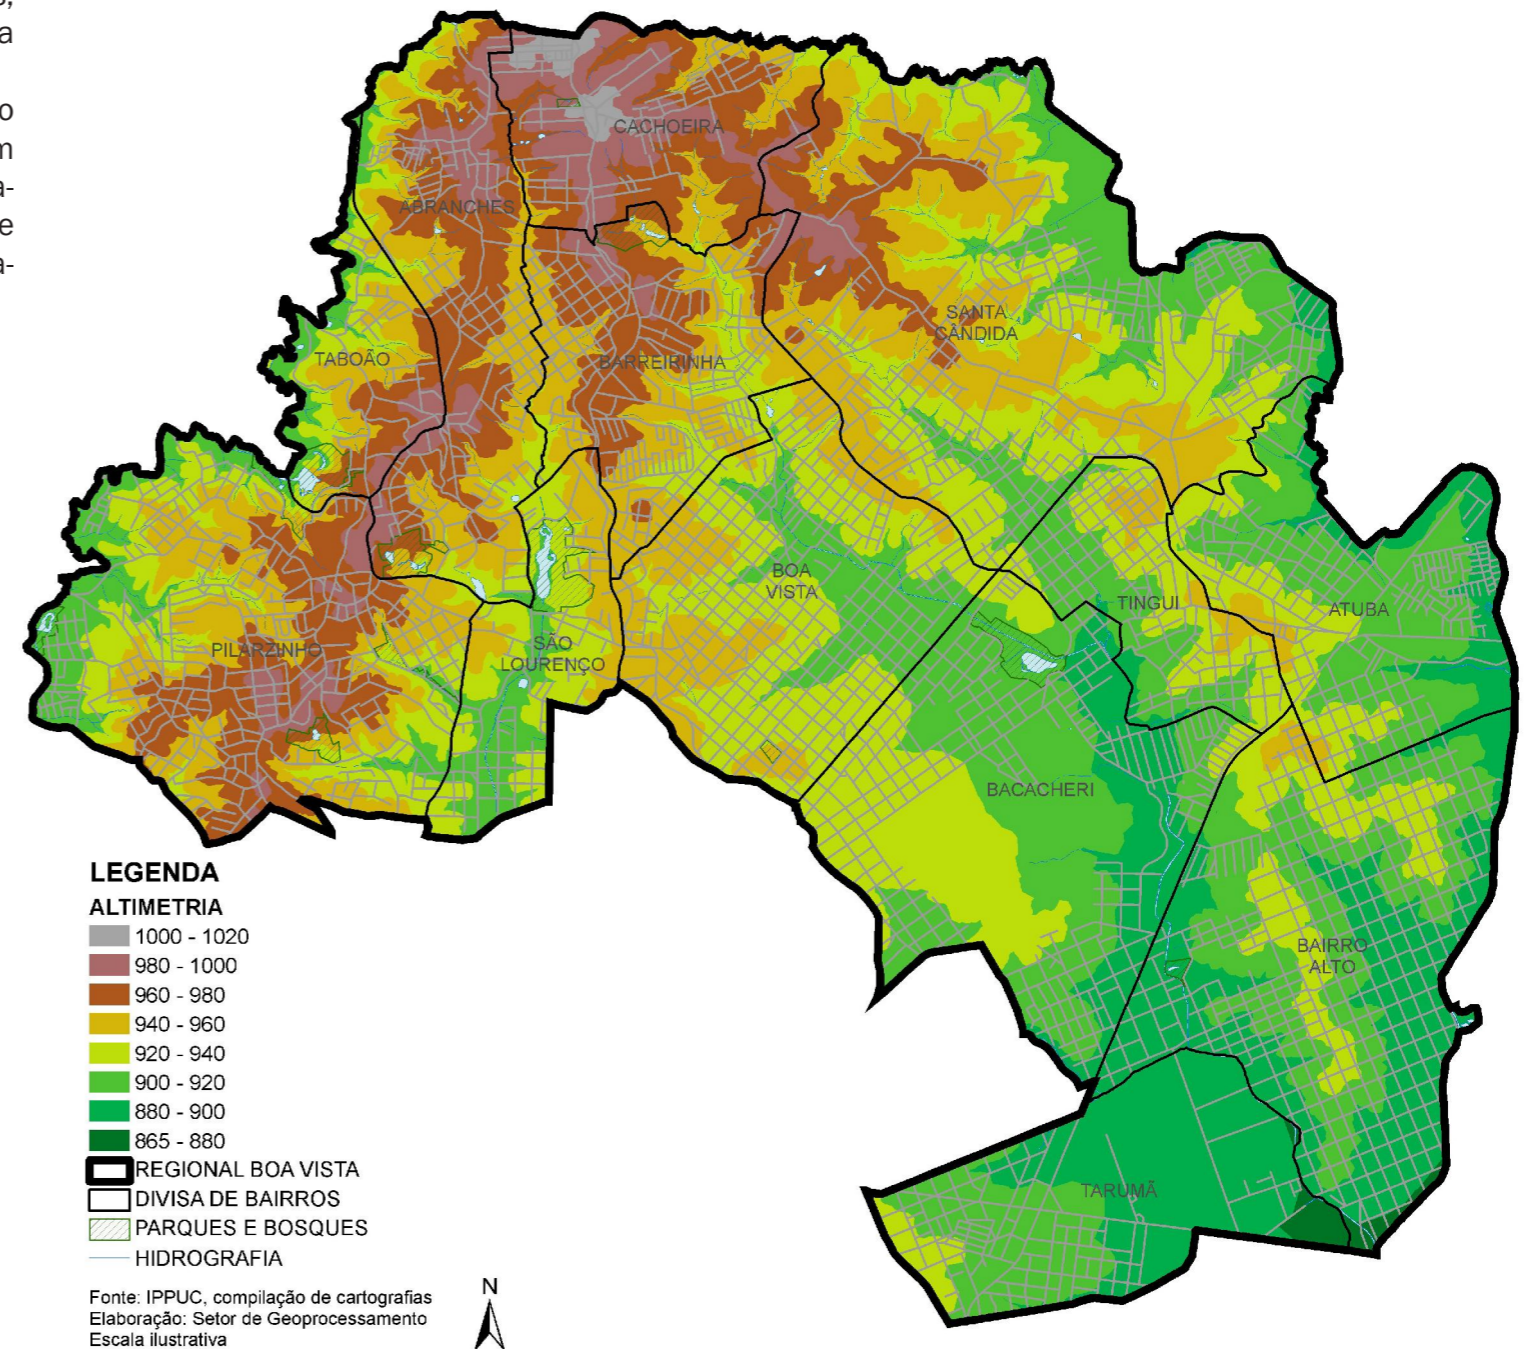 a
o
m
a-
e
a-
CACHOEIRA
ABRANCHES
SANTA
CÂNDIDA
TABOÃO
BARREIRINHA
BOA
VISTA
TINGUI
ATUBA
PILARZINHO
SÃO
LOURENÇO
BACACHERI
BAIRRO
ALTO
TARUMÃ
LEGENDA
ALTIMETRIA
1000 - 1020
980 - 1000
960 - 980
940 - 960
920 - 940
900 - 920
880 - 900
865 - 880
REGIONAL BOA VISTA
DIVISA DE BAIRROS
PARQUES E BOSQUES
HIDROGRAFIA
Fonte: IPPUC, compilação de cartografias
Elaboração: Setor de Geoprocessamento
Escala ilustrativa
N